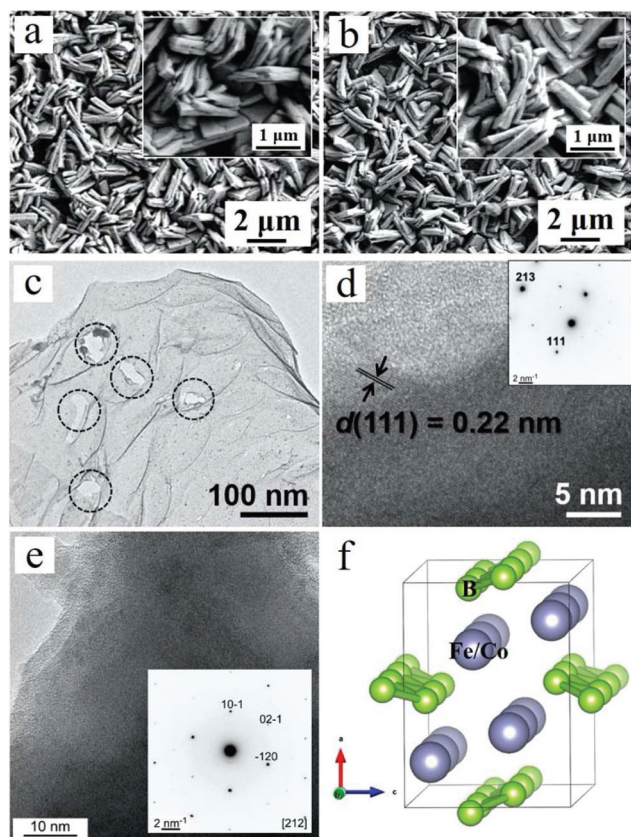 a
1 μm
2 μm
b
1 μm
2 μm
c
100 nm
d
213
111
2 nm-1
d(111) = 0.22 nm
5 nm
e
10-1
02-1
-120
2 nm-1
[212]
10 nm
f
B
Fe/Co
a
b
c